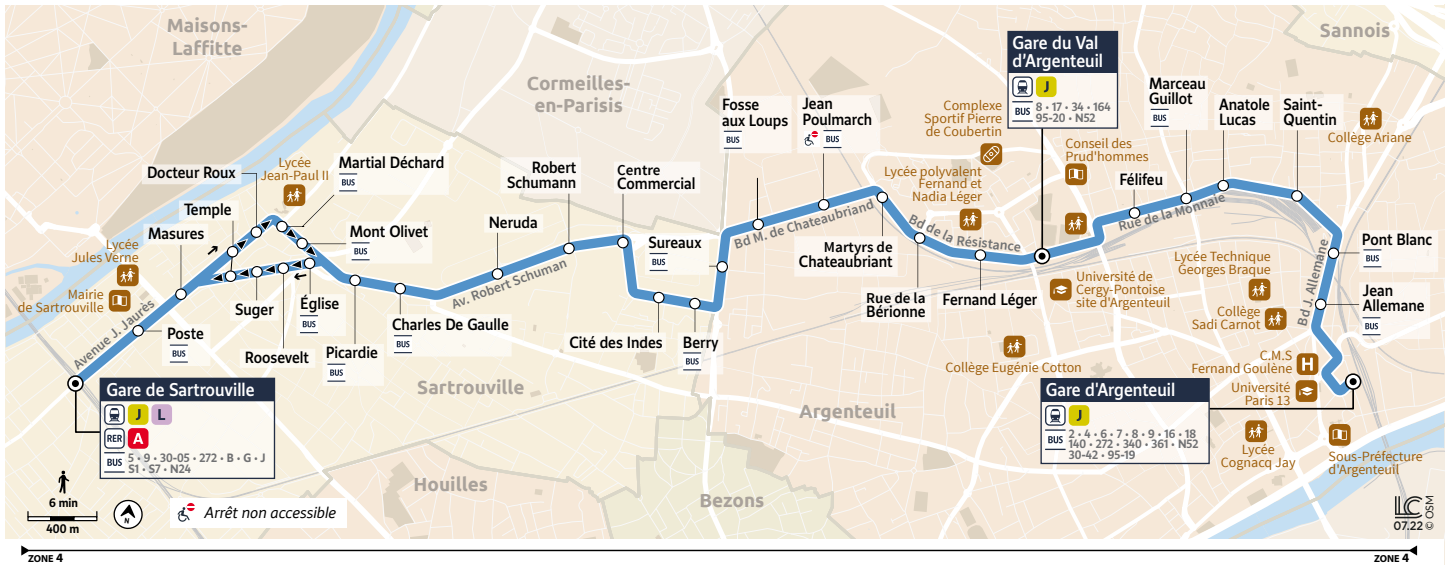 Maisons-
Laffitte
Cormeilles-
en-Parisis
Sannois
Sartrouville
Houilles
Bezons
Argenteuil
Gare de Sartrouville
J L
RER A
BUS 5 • 9 • 30-05 • 272 • B • G • J
S1 • S7 • N24
Avenue J. Jaurès
Poste
BUS
Mairie
de Sartrouville
Lycée
Jules Verne
Masures
Temple
Docteur Roux
Lycée
Jean-Paul II
Martial Déchard
BUS
Mont Olivet
BUS
Église
BUS
Roosevelt
Suger
Picardie
BUS
Charles De Gaulle
BUS
Av. Robert Schuman
Neruda
Robert
Schumann
Centre
Commercial
Cité des Indes
Berry
BUS
Sureaux
BUS
Fosse
aux Loups
BUS
Jean
Poulmarch
BUS
Bd M. de Chateaubriand
Martyrs de
Chateaubriant
Bd de la Résistance
Rue de la
Bérionne
Fernand Léger
Lycée polyvalent
Fernand et
Nadia Léger
Complexe
Sportif Pierre
de Coubertin
Gare du Val
d'Argenteuil
J
BUS 8 • 17 • 34 • 164
95-20 • N52
Conseil des
Prud'hommes
Université de
Cergy-Pontoise
site d'Argenteuil
Collège Eugénie Cotton
Félifeu
Rue de la Monnaie
Marceau
Guillot
BUS
Anatole
Lucas
Saint-
Quentin
Collège Ariane
Pont Blanc
BUS
Bd J. Allemane
Jean
Allemane
BUS
Lycée Technique
Georges Braque
Collège
Sadi Carnot
C.M.S
Fernand Goulène
H
Université
Paris 13
Gare d'Argenteuil
J
BUS 2 • 4 • 6 • 7 • 8 • 9 • 16 • 18
140 • 272 • 340 • 361 • N52
30-42 • 95-19
Lycée
Cognacq Jay
Sous-Préfecture
d'Argenteuil
6 min
400 m
N
Arrêt non accessible
LC
07.22 © OSM
ZONE 4
ZONE 4